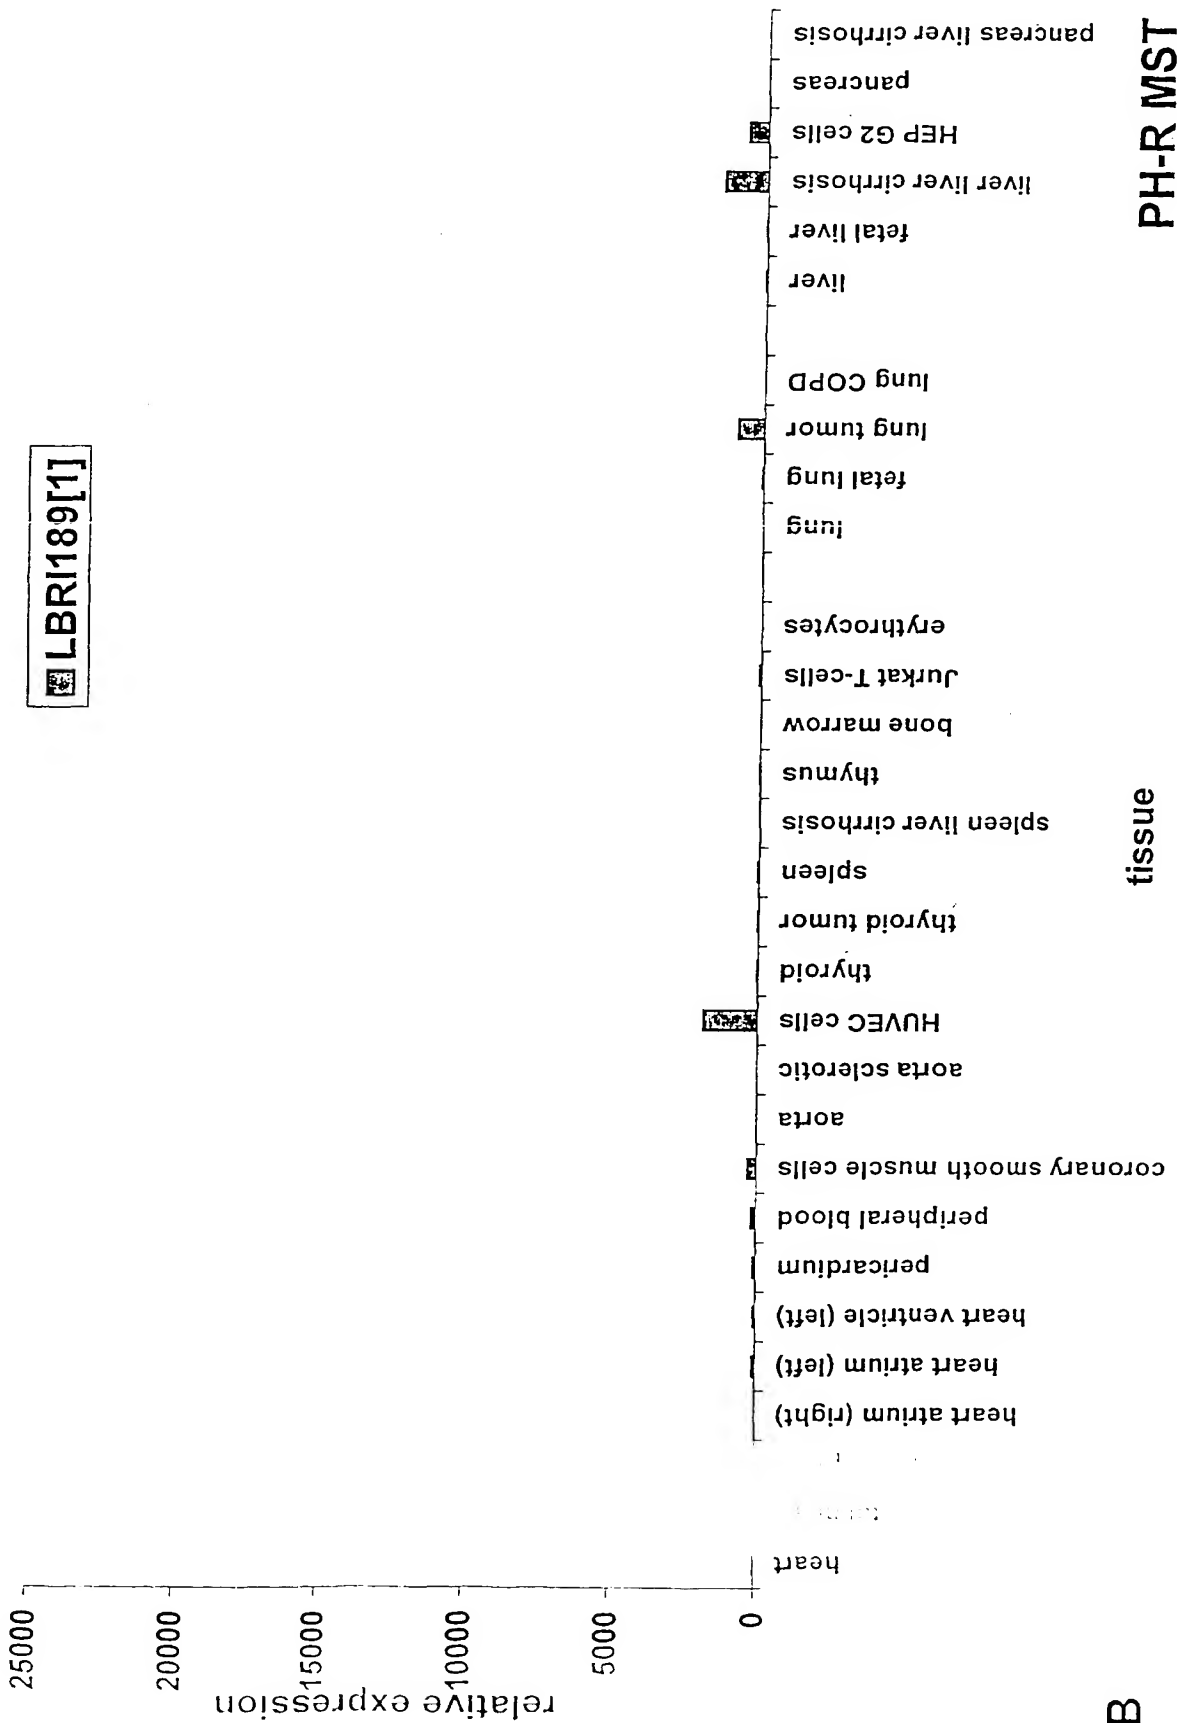 LBRI189[1]
relative expression
25000
20000
15000
10000
5000
0
heart
heart atrium (right)
heart atrium (left)
heart ventricle (left)
pericardium
peripheral blood
coronary smooth muscle cells
aorta
aorta sclerotic
HUVEC cells
thyroid
thyroid tumor
spleen
spleen liver cirrhosis
thymus
bone marrow
Jurkat T-cells
erythrocytes
lung
fetal lung
lung tumor
lung COPD
liver
fetal liver
liver liver cirrhosis
HEP G2 cells
pancreas
pancreas liver cirrhosis
tissue
PH-R MST
B